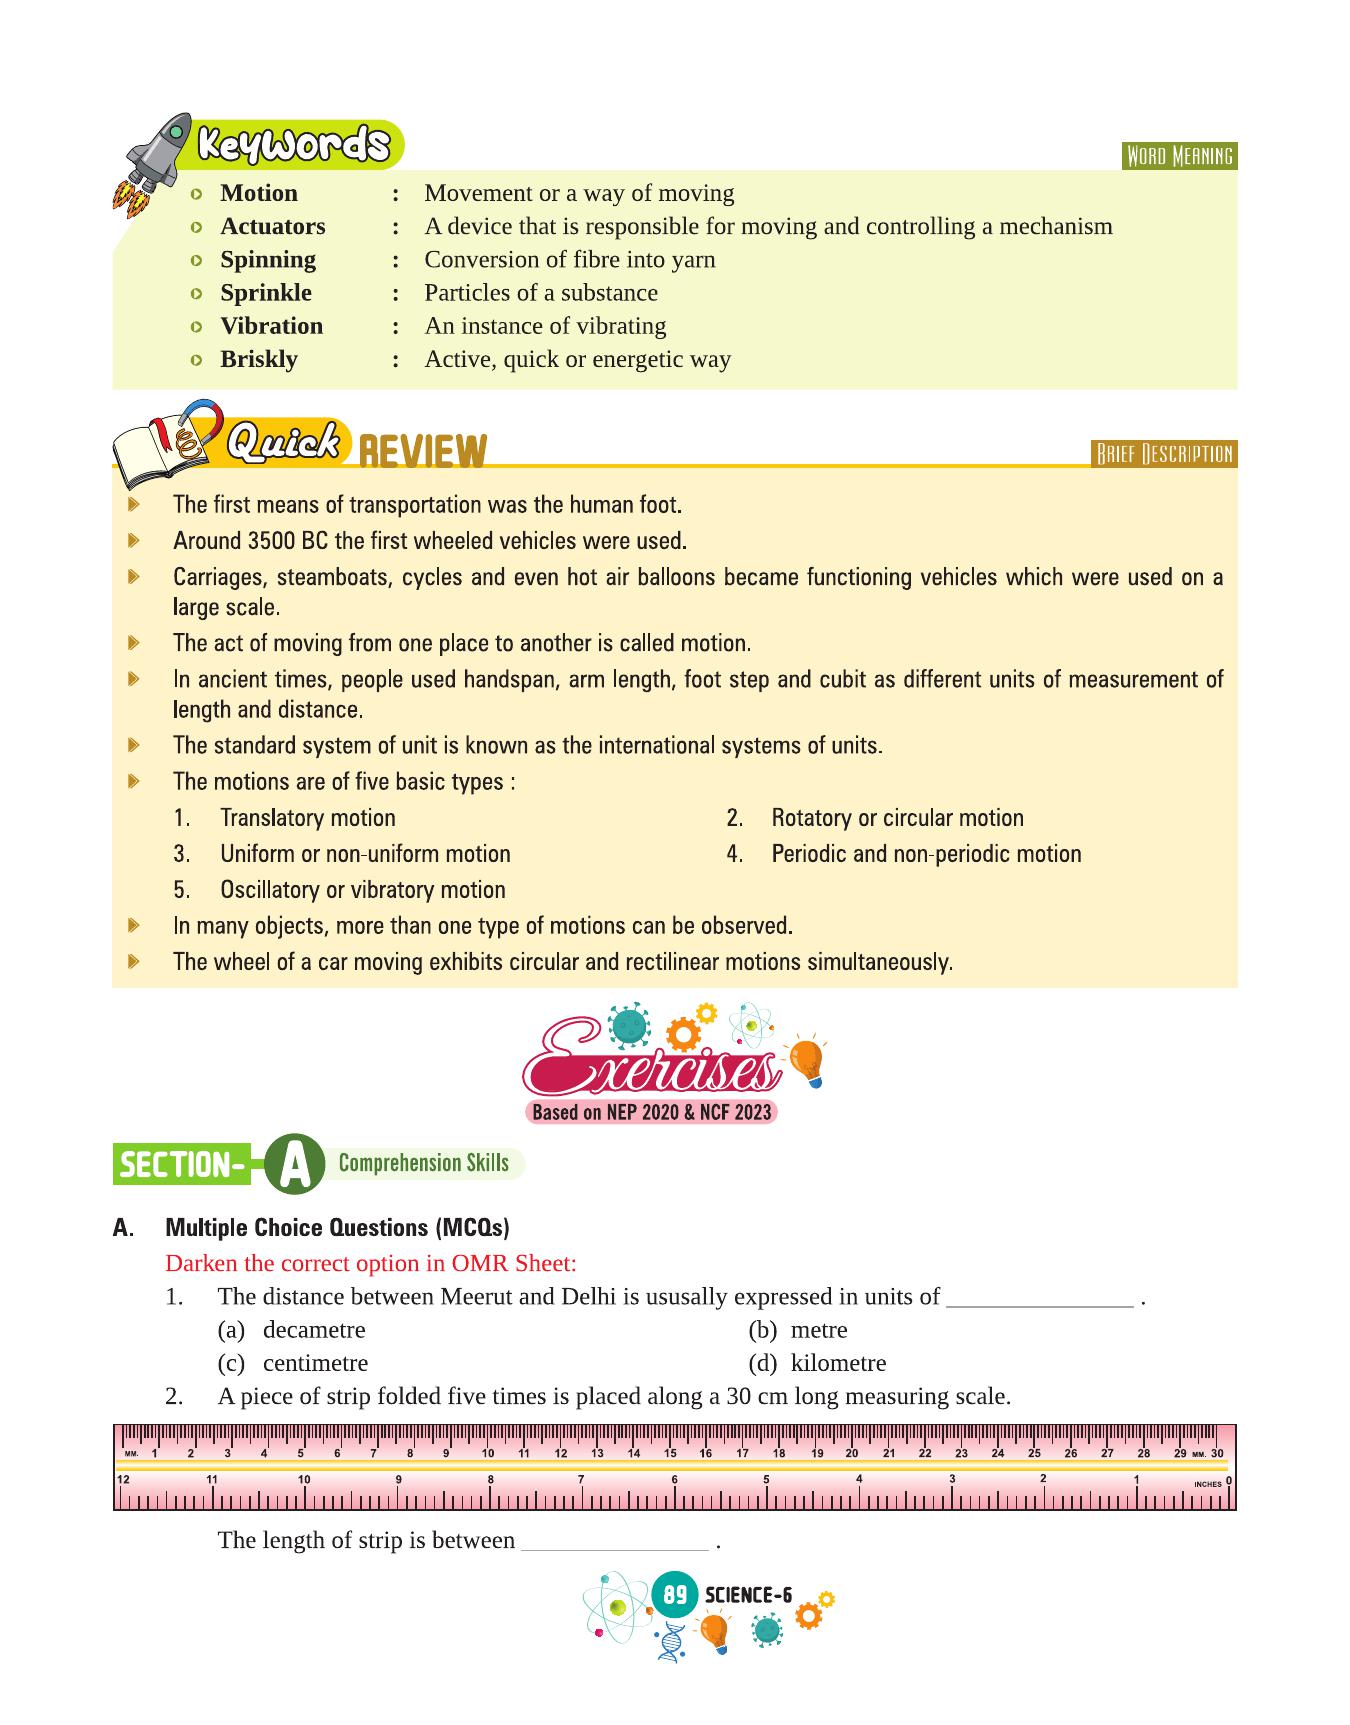 Keywords
WORD MEANING
Motion : Movement or a way of moving
Actuators : A device that is responsible for moving and controlling a mechanism
Spinning : Conversion of fibre into yarn
Sprinkle : Particles of a substance
Vibration : An instance of vibrating
Briskly : Active, quick or energetic way
Quick REVIEW
BRIEF DESCRIPTION
The first means of transportation was the human foot.
Around 3500 BC the first wheeled vehicles were used.
Carriages, steamboats, cycles and even hot air balloons became functioning vehicles which were used on a
large scale.
The act of moving from one place to another is called motion.
In ancient times, people used handspan, arm length, foot step and cubit as different units of measurement of
length and distance.
The standard system of unit is known as the international systems of units.
The motions are of five basic types :
1. Translatory motion 2. Rotatory or circular motion
3. Uniform or non-uniform motion 4. Periodic and non-periodic motion
5. Oscillatory or vibratory motion
In many objects, more than one type of motions can be observed.
The wheel of a car moving exhibits circular and rectilinear motions simultaneously.
Exercises
Based on NEP 2020 & NCF 2023
SECTION- A Comprehension Skills
A. Multiple Choice Questions (MCQs)
Darken the correct option in OMR Sheet:
1. The distance between Meerut and Delhi is ususally expressed in units of _______________ .
(a) decametre (b) metre
(c) centimetre (d) kilometre
2. A piece of strip folded five times is placed along a 30 cm long measuring scale.
MM. 1 2 3 4 5 6 7 8 9 10 11 12 13 14 15 16 17 18 19 20 21 22 23 24 25 26 27 28 29 MM. 30
12 11 10 9 8 7 6 5 4 3 2 1 INCHES 0
The length of strip is between _______________ .
89 SCIENCE-6